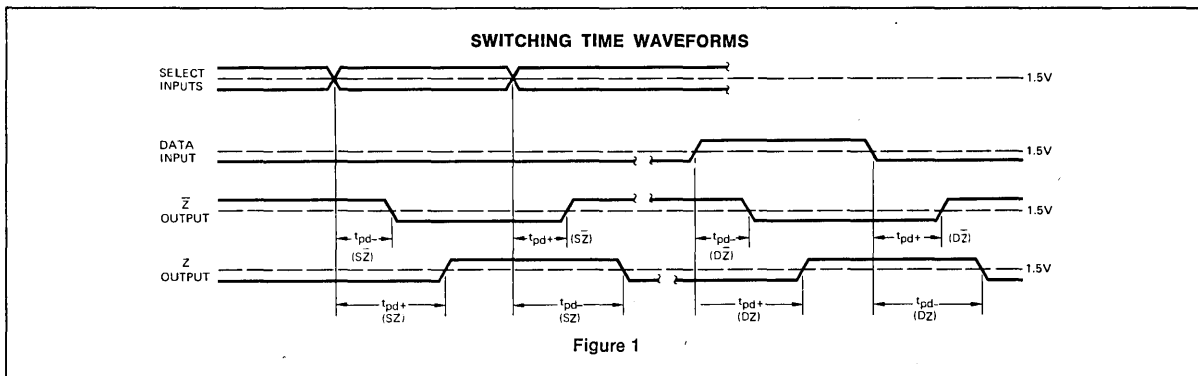 SWITCHING TIME WAVEFORMS
SELECT
INPUTS
1.5V
DATA
INPUT
1.5V
Z̅
OUTPUT
1.5V
tpd-
(SZ̅)
tpd+ (SZ̅)
tpd-
(DZ̅)
tpd+ (DZ̅)
Z
OUTPUT
1.5V
tpd+
(SZ)
tpd-
(SZ)
tpd+
(DZ)
tpd-
(DZ)
Figure 1